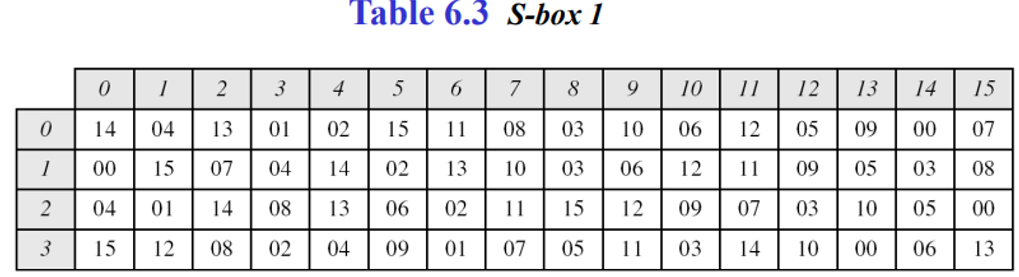 Table 6.3 S-box 1
0 1 2 3 4 5 6 7 8 9 10 11 12 13 14 15
0 14 04 13 01 02 15 11 08 03 10 06 12 05 09 00 07
1 00 15 07 04 14 02 13 10 03 06 12 11 09 05 03 08
2 04 01 14 08 13 06 02 11 15 12 09 07 03 10 05 00
3 15 12 08 02 04 09 01 07 05 11 03 14 10 00 06 13